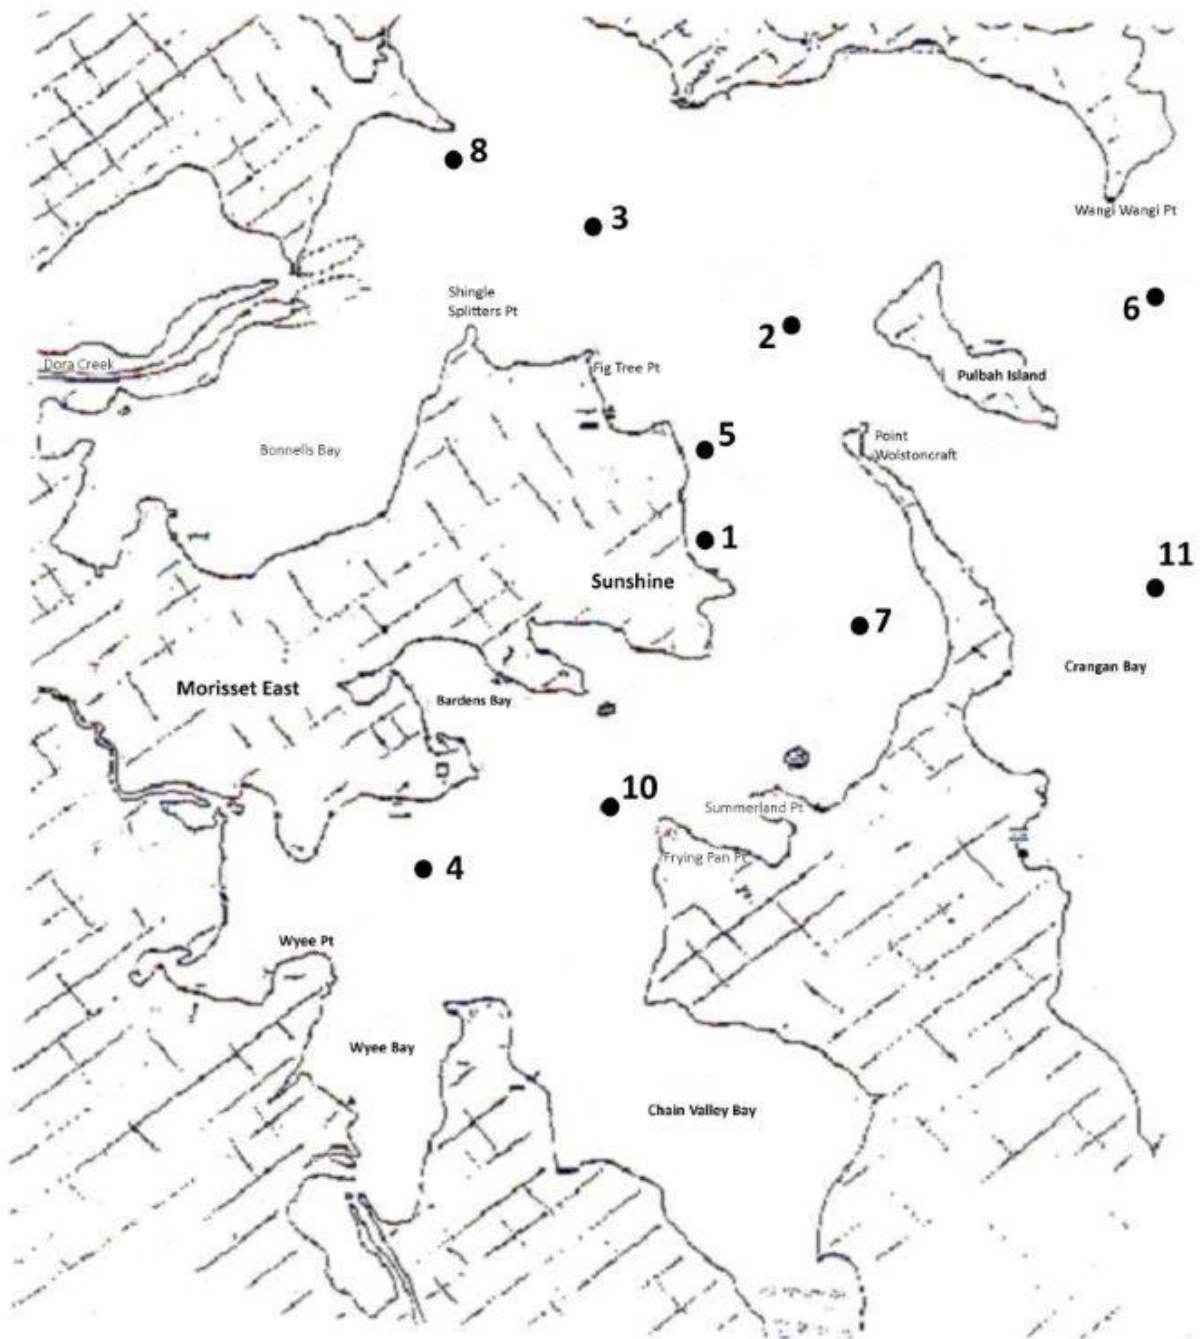 8
3
Wangi Wangi Pt
Shingle
Splitters Pt
6
2
Dora Creek
Fig Tree Pt
Pulbah Island
5
Point
Wolstoncraft
Bonnells Bay
1
11
Sunshine
7
Crangan Bay
Morisset East
Bardens Bay
10
Summerland Pt
Frying Pan Pt
4
Wyee Pt
Wyee Bay
Chain Valley Bay